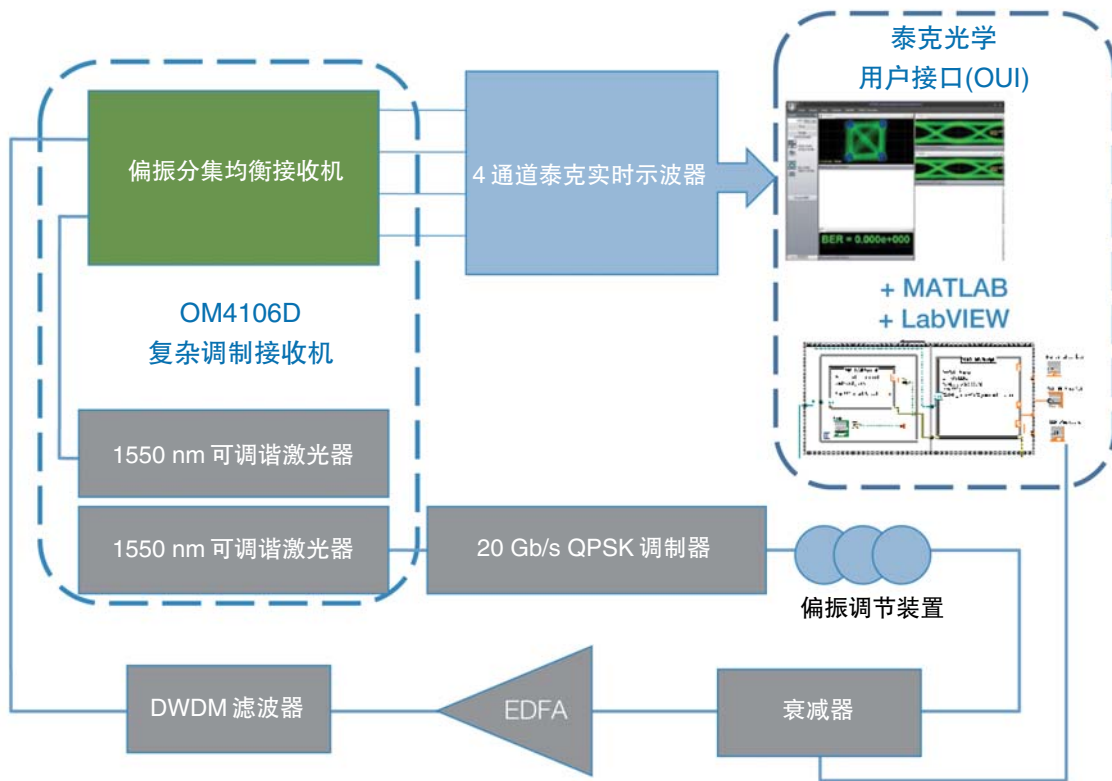 泰克光学
用户接口(OUI)
偏振分集均衡接收机
4 通道泰克实时示波器
BER = 0.000e+000
+ MATLAB
+ LabVIEW
OM4106D
复杂调制接收机
1550 nm 可调谐激光器
1550 nm 可调谐激光器
20 Gb/s QPSK 调制器
偏振调节装置
DWDM 滤波器
EDFA
衰减器